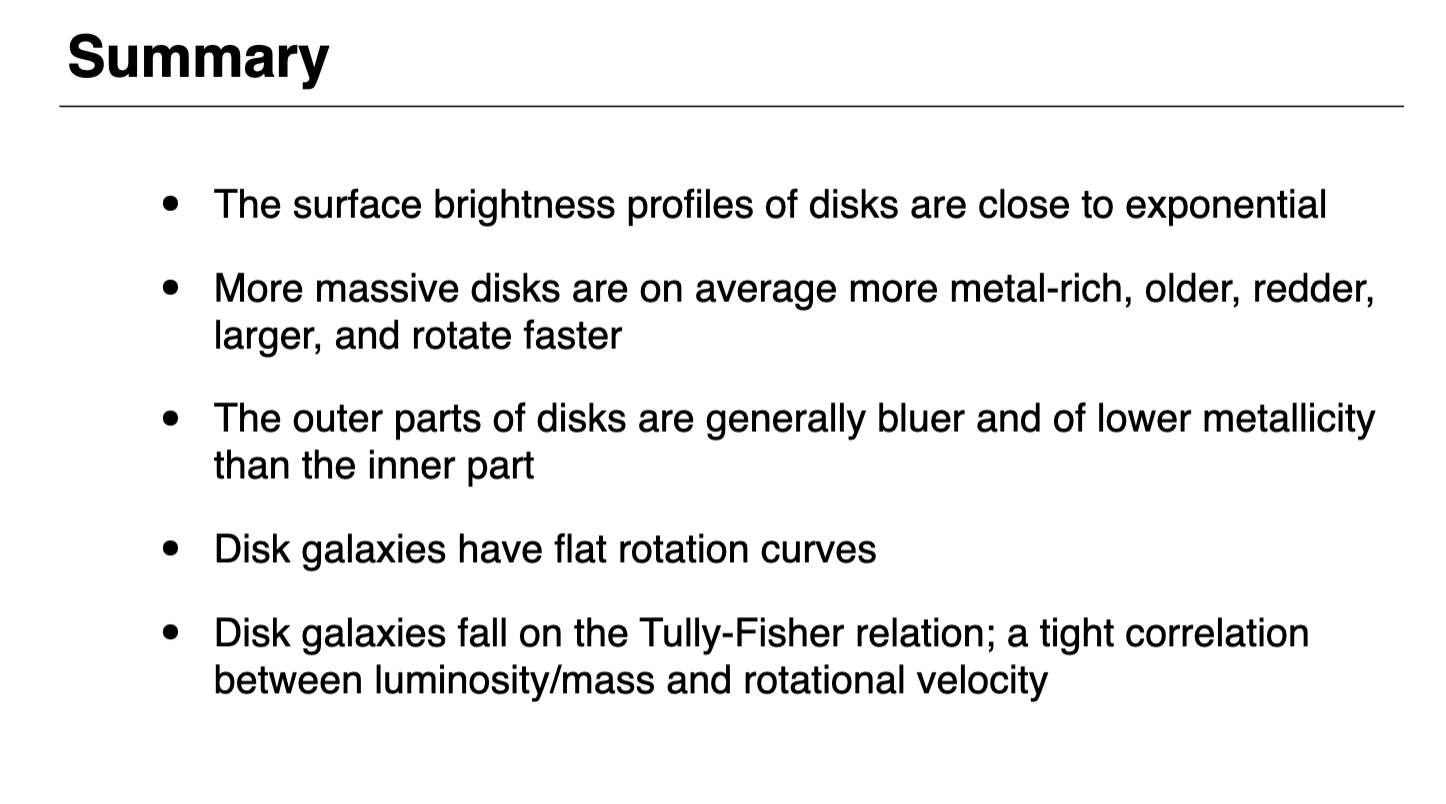 Summary
• The surface brightness profiles of disks are close to exponential
• More massive disks are on average more metal-rich, older, redder,
larger, and rotate faster
• The outer parts of disks are generally bluer and of lower metallicity
than the inner part
• Disk galaxies have flat rotation curves
• Disk galaxies fall on the Tully-Fisher relation; a tight correlation
between luminosity/mass and rotational velocity